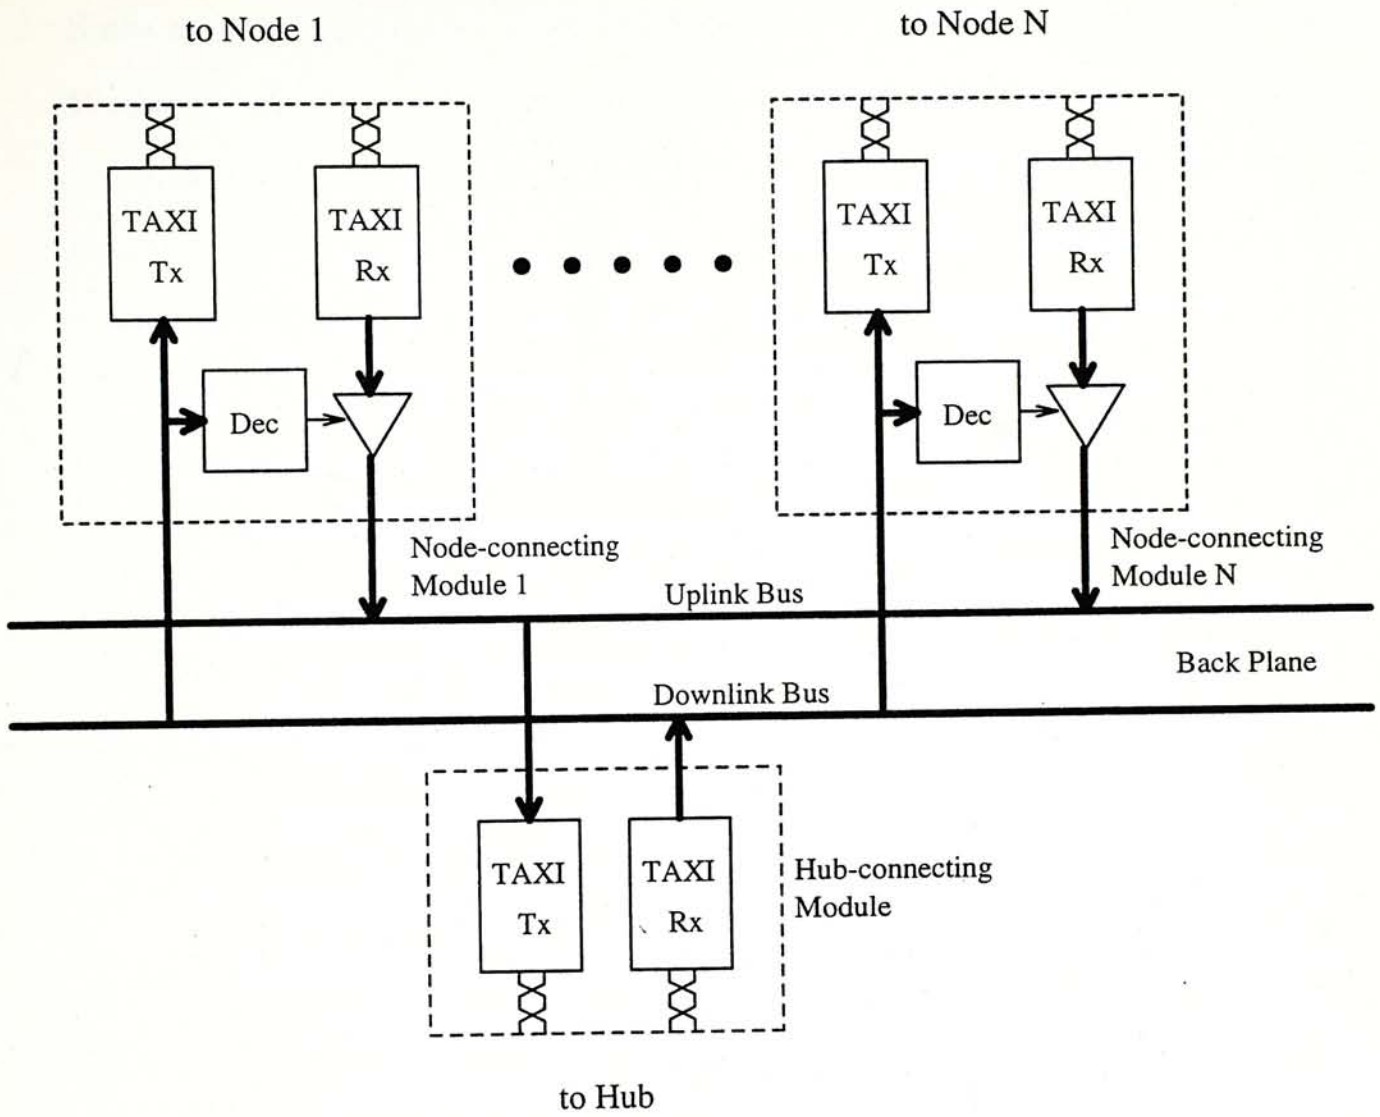 to Node 1
to Node N
TAXI
Tx
TAXI
Rx
TAXI
Tx
TAXI
Rx
Dec
Dec
Node-connecting
Module 1
Node-connecting
Module N
Uplink Bus
Back Plane
Downlink Bus
TAXI
Tx
TAXI
Rx
Hub-connecting
Module
to Hub